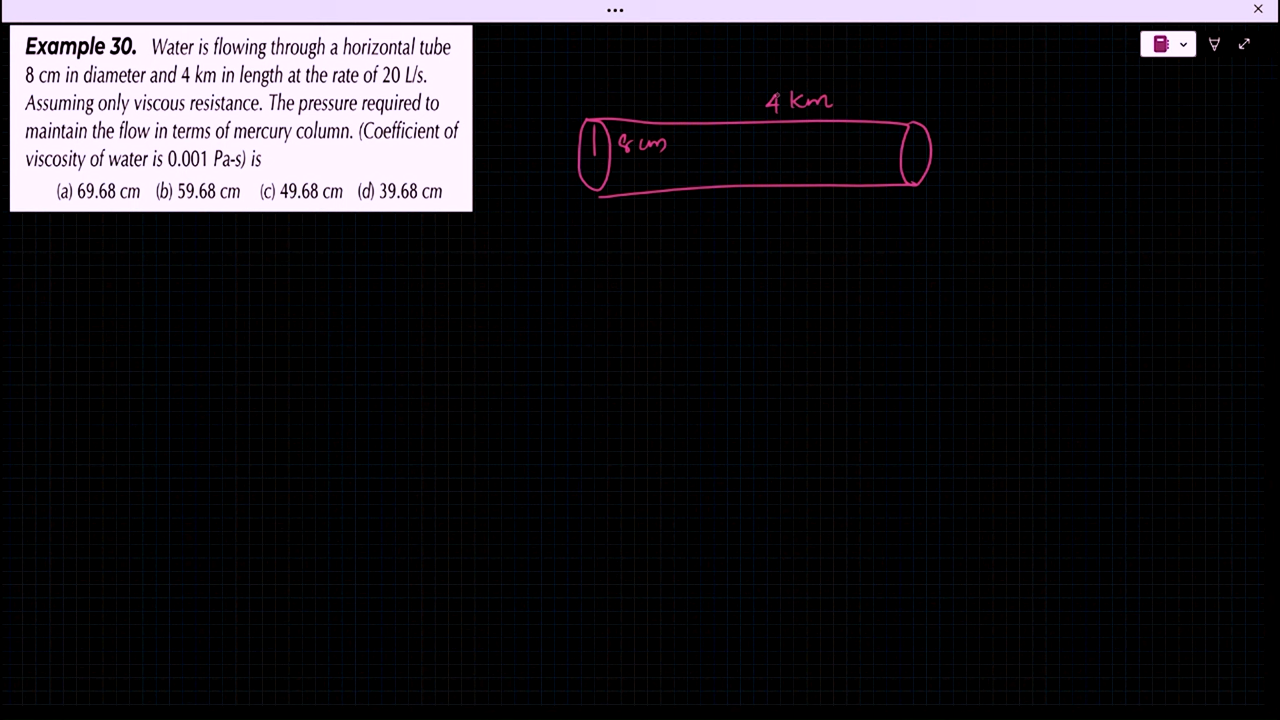 Example 30. Water is flowing through a horizontal tube
8 cm in diameter and 4 km in length at the rate of 20 L/s.
Assuming only viscous resistance. The pressure required to
maintain the flow in terms of mercury column. (Coefficient of
viscosity of water is 0.001 Pa-s) is
(a) 69.68 cm (b) 59.68 cm (c) 49.68 cm (d) 39.68 cm
4 km
8 cm